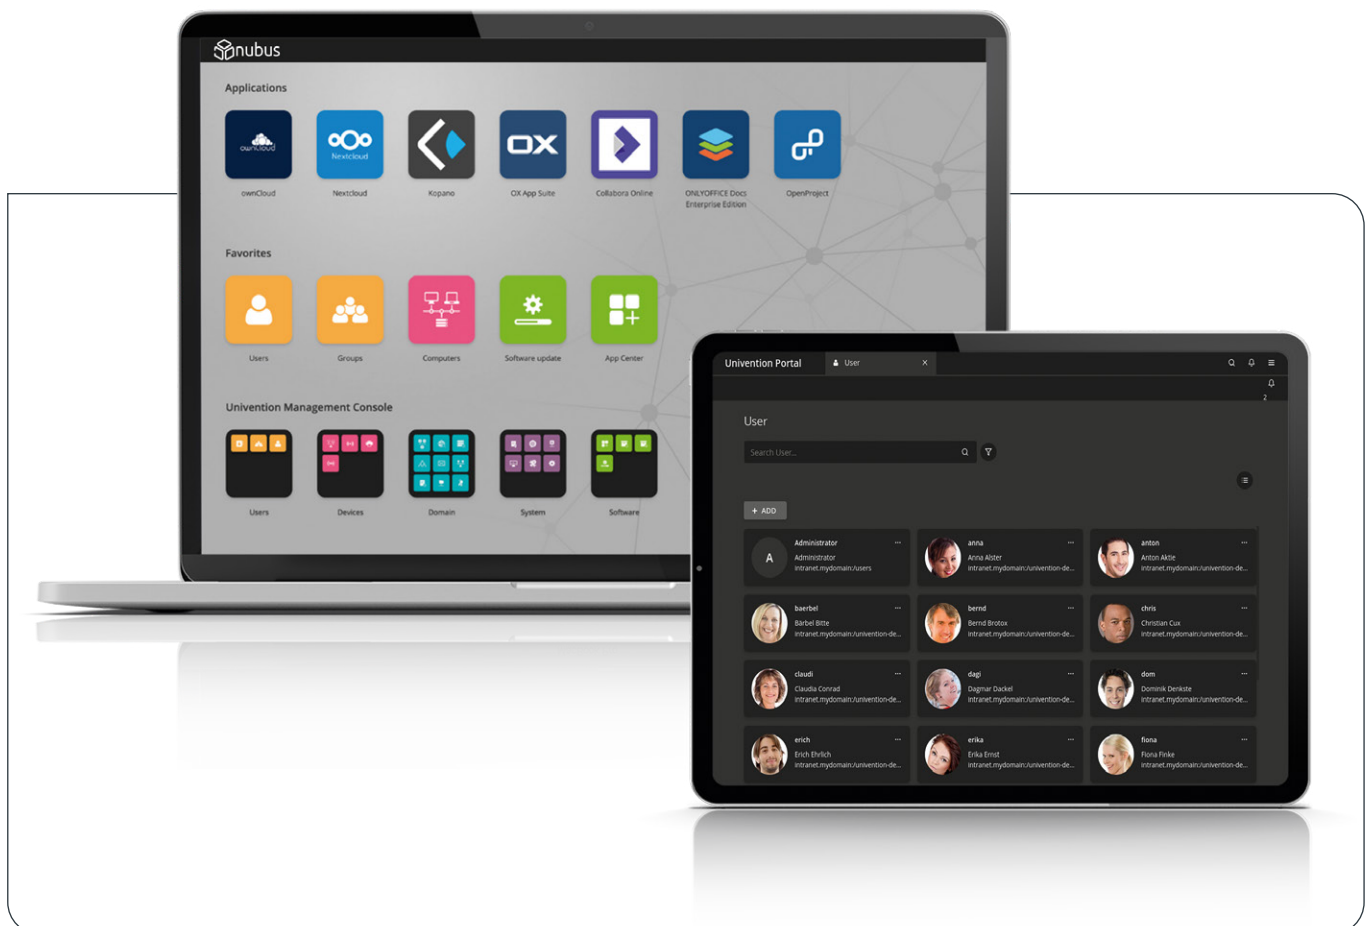 nubus
Applications
ownCloud
Nextcloud
OX
ownCloud
Nextcloud
Kopano
OX App Suite
Collabora Online
ONLYOFFICE Docs
Enterprise Edition
OpenProject
Favorites
Users
Groups
Computers
Software update
App Center
Univention Management Console
Users
Devices
Domain
System
Software
Univention Portal
User
2
User
Search User...
+ ADD
Administrator
Administrator
intranet.mydomain:/users
A
anna
Anna Alster
intranet.mydomain:/univention-de...
anton
Anton Aktie
intranet.mydomain:/univention-de...
baerbel
Bärbel Bitte
intranet.mydomain:/univention-de...
bernd
Bernd Brotox
intranet.mydomain:/univention-de...
chris
Christian Cux
intranet.mydomain:/univention-de...
claudi
Claudia Conrad
intranet.mydomain:/univention-de...
dagi
Dagmar Dackel
intranet.mydomain:/univention-de...
dom
Dominik Denkste
intranet.mydomain:/univention-de...
erich
Erich Ehrlich
intranet.mydomain:/univention-de...
erika
Erika Ernst
intranet.mydomain:/univention-de...
fiona
Fiona Finke
intranet.mydomain:/univention-de...